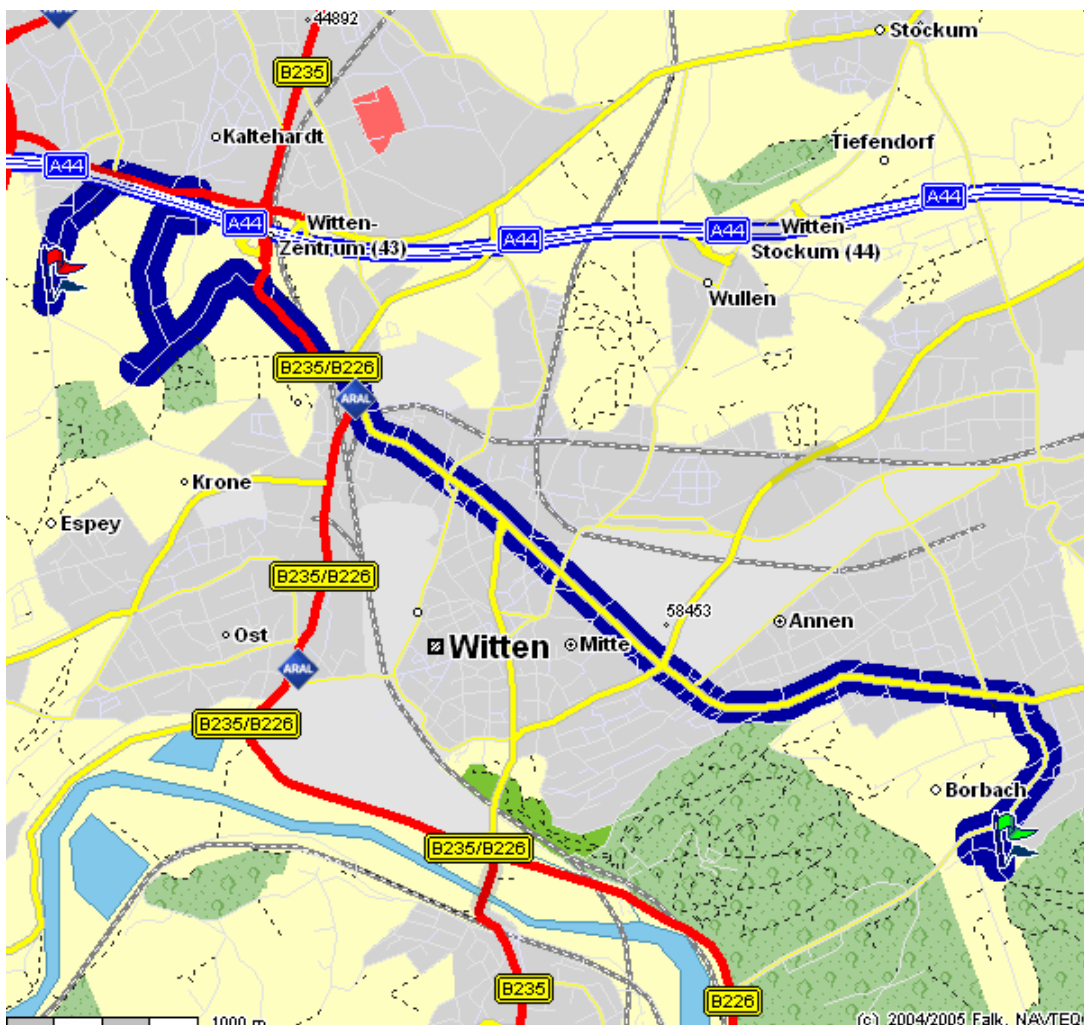 ARAL
44892
Stockum
B235
Kaltehardt
Tiefendorf
A44
A44
Witten-
Zentrum (43)
A44
A44
Witten
Stockum (44)
A44
Wullen
B235/B226
ARAL
Krone
Espey
B235/B226
58453
Annen
Ost
Witten
Mitte
ARAL
B235/B226
Borbach
B235/B226
B235
B226
1000 m
(c) 2004/2005 Falk, NAVTEQ